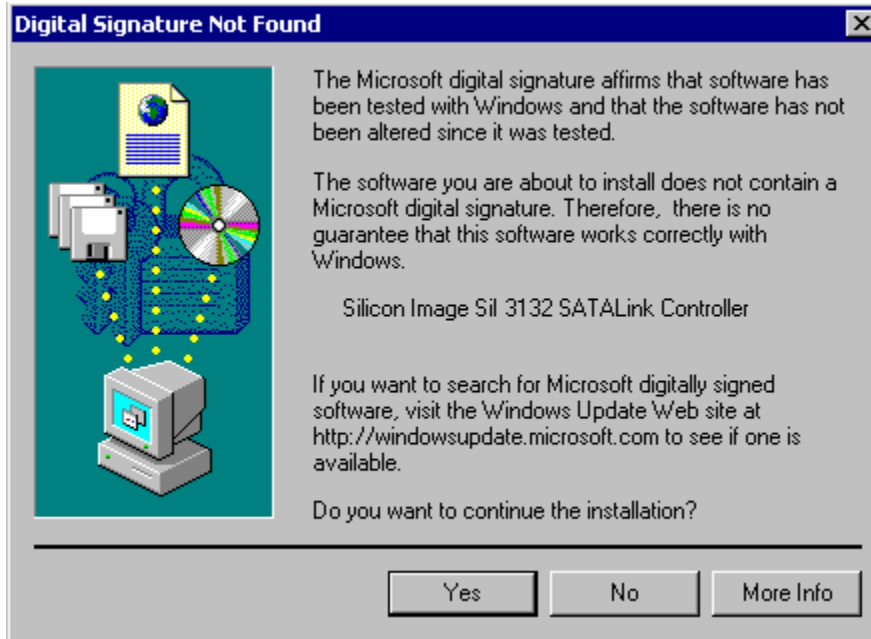 Digital Signature Not Found
The Microsoft digital signature affirms that software has
been tested with Windows and that the software has not
been altered since it was tested.
The software you are about to install does not contain a
Microsoft digital signature. Therefore,  there is no
guarantee that this software works correctly with
Windows.
Silicon Image SiI 3132 SATALink Controller
If you want to search for Microsoft digitally signed
software, visit the Windows Update Web site at
http://windowsupdate.microsoft.com to see if one is
available.
Do you want to continue the installation?
Yes
No
More Info